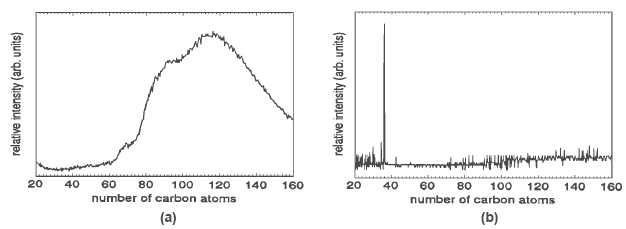 relative intensity (arb. units)
20 40 60 80 100 120 140 160
number of carbon atoms
(a)
relative intensity (arb. units)
20 40 60 80 100 120 140 160
number of carbon atoms
(b)